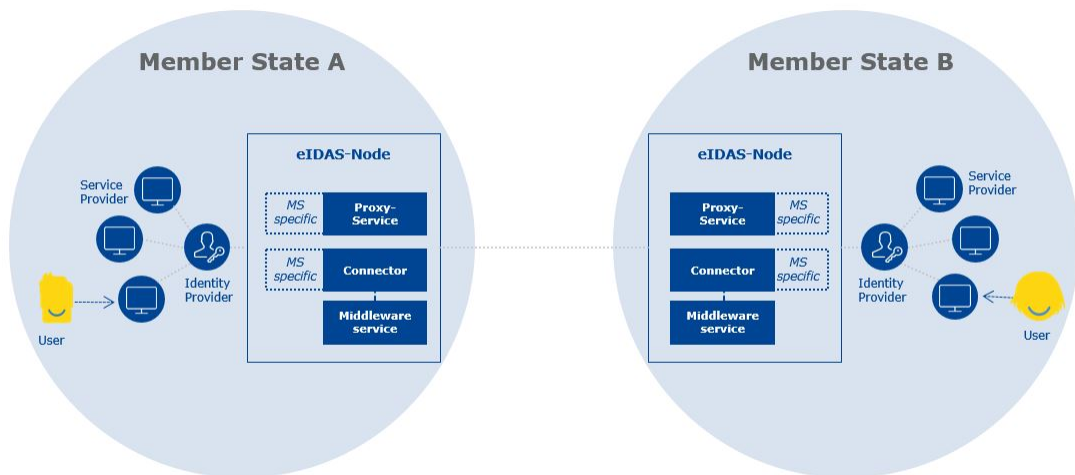 Member State A
eIDAS-Node
Service
Provider
MS
specific
Proxy-
Service
MS
specific
Connector
Identity
Provider
Middleware
service
User
Member State B
eIDAS-Node
Proxy-
Service
MS
specific
Service
Provider
Connector
MS
specific
Identity
Provider
Middleware
service
User